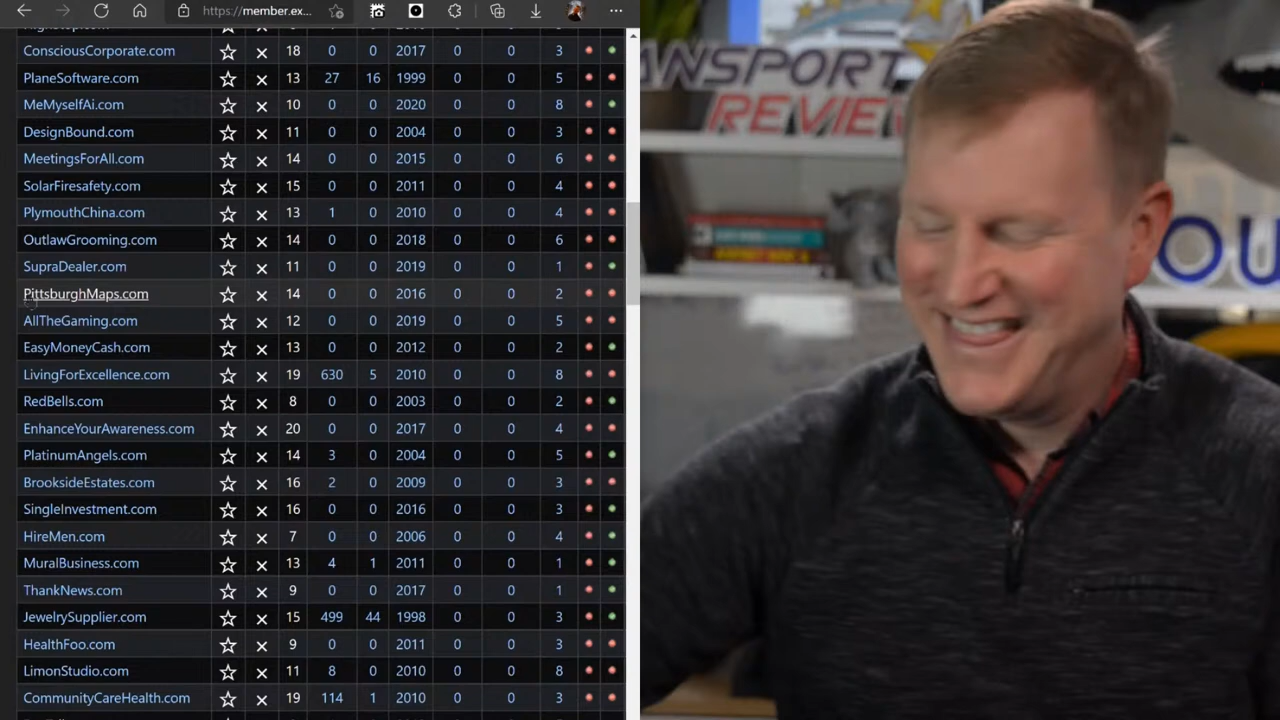 https://member.ex...
ConsciousCorporate.com 18 0 0 2017 0 0 3
PlaneSoftware.com 13 27 16 1999 0 0 5
MeMyselfAi.com 10 0 0 2020 0 0 8
DesignBound.com 11 0 0 2004 0 0 3
MeetingsForAll.com 14 0 0 2015 0 0 6
SolarFiresafety.com 15 0 0 2011 0 0 4
PlymouthChina.com 13 1 0 2010 0 0 4
OutlawGrooming.com 14 0 0 2018 0 0 6
SupraDealer.com 11 0 0 2019 0 0 1
PittsburghMaps.com 14 0 0 2016 0 0 2
AllTheGaming.com 12 0 0 2019 0 0 5
EasyMoneyCash.com 13 0 0 2012 0 0 2
LivingForExcellence.com 19 630 5 2010 0 0 8
RedBells.com 8 0 0 2003 0 0 2
EnhanceYourAwareness.com 20 0 0 2017 0 0 4
PlatinumAngels.com 14 3 0 2004 0 0 5
BrooksideEstates.com 16 2 0 2009 0 0 3
SingleInvestment.com 16 0 0 2016 0 0 3
HireMen.com 7 0 0 2006 0 0 4
MuralBusiness.com 13 4 1 2011 0 0 1
ThankNews.com 9 0 0 2017 0 0 1
JewelrySupplier.com 15 499 44 1998 0 0 3
HealthFoo.com 9 0 0 2011 0 0 3
LimonStudio.com 11 8 0 2010 0 0 8
CommunityCareHealth.com 19 114 1 2010 0 0 3
ANSPORT
REVIEW
OU